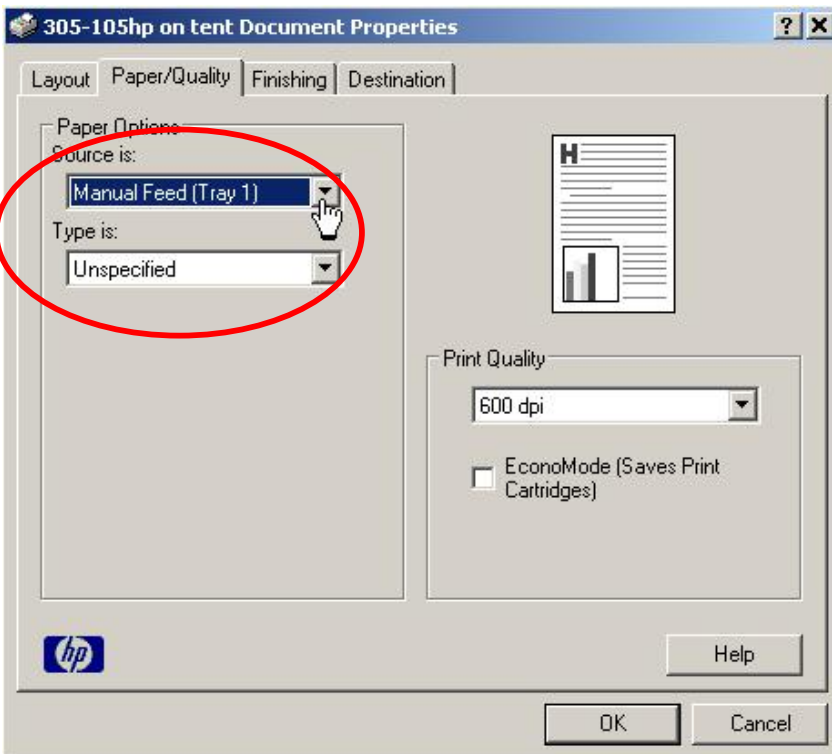 305-105hp on tent Document Properties
Layout Paper/Quality Finishing Destination
Paper Options
Source is:
Manual Feed (Tray 1)
Type is:
Unspecified
H
Print Quality
600 dpi
EconoMode (Saves Print
Cartridges)
hp
Help
OK Cancel